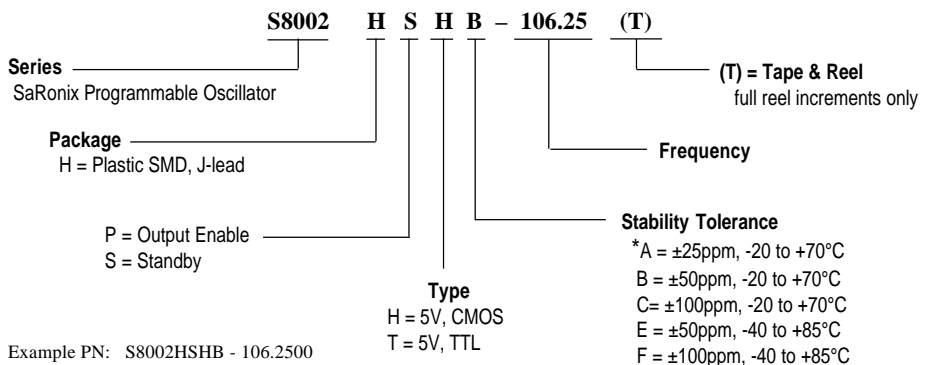 S8002 H S H B – 106.25 (T)
Series
SaRonix Programmable Oscillator
(T) = Tape & Reel
full reel increments only
Package
H = Plastic SMD, J-lead
Frequency
P = Output Enable
S = Standby
Stability Tolerance
*A = ±25ppm, -20 to +70°C
B = ±50ppm, -20 to +70°C
C= ±100ppm, -20 to +70°C
E = ±50ppm, -40 to +85°C
F = ±100ppm, -40 to +85°C
Type
H = 5V, CMOS
T = 5V, TTL
Example PN: S8002HSHB - 106.2500